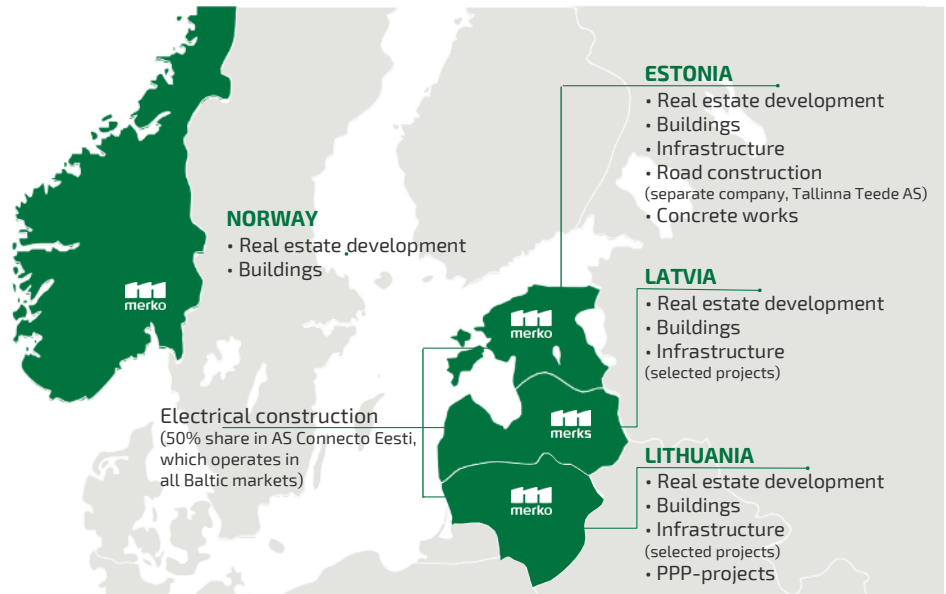 NORWAY
• Real estate development
• Buildings
merko
ESTONIA
• Real estate development
• Buildings
• Infrastructure
• Road construction
(separate company, Tallinna Teede AS)
• Concrete works
merko
LATVIA
• Real estate development
• Buildings
• Infrastructure
(selected projects)
merks
Electrical construction
(50% share in AS Connecto Eesti,
which operates in
all Baltic markets)
LITHUANIA
• Real estate development
• Buildings
• Infrastructure
(selected projects)
• PPP-projects
merko